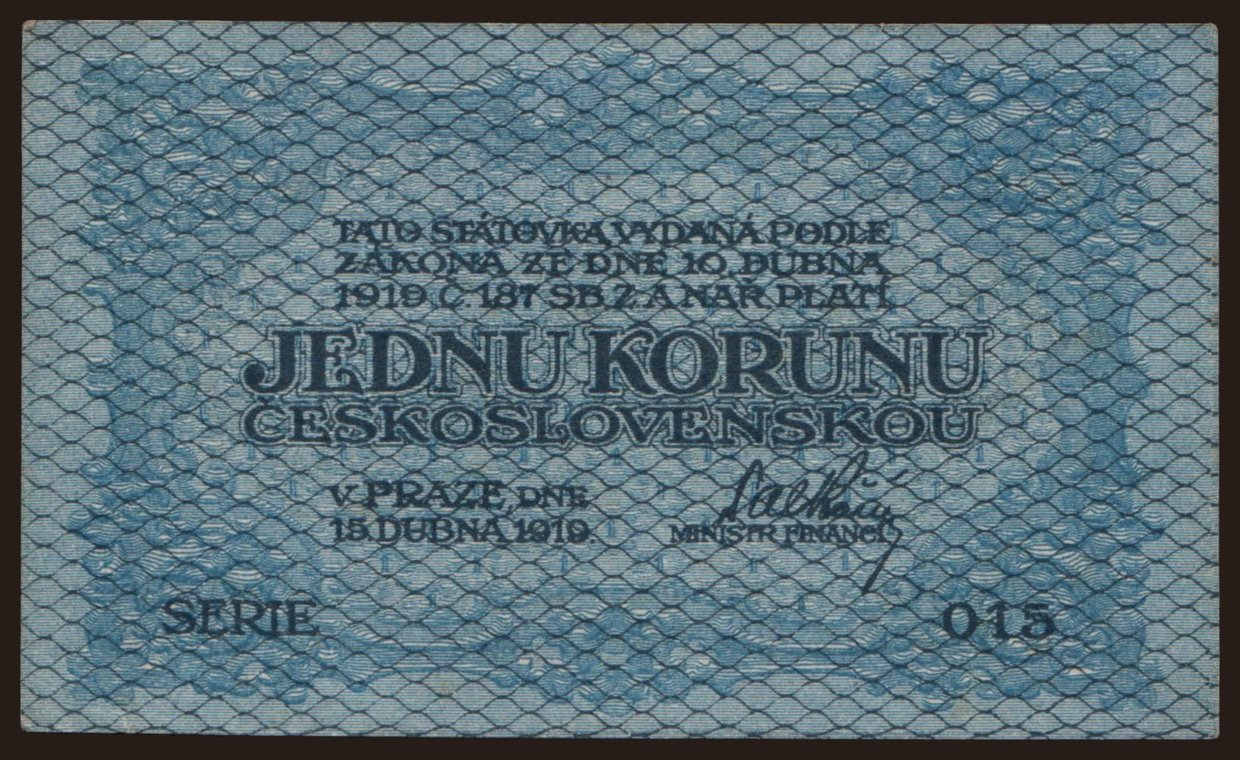 TATO STÁTOVKA VYDANÁ PODLE
ZÁKONA ZE DNE 10. DUBNA
1919 Č. 187 SB. Z. A NAŘ. PLATÍ
JEDNU KORUNU
ČESKOSLOVENSKOU
V PRAZE, DNE
15. DUBNA 1919.
MINISTR FINANCÍ
SERIE 015